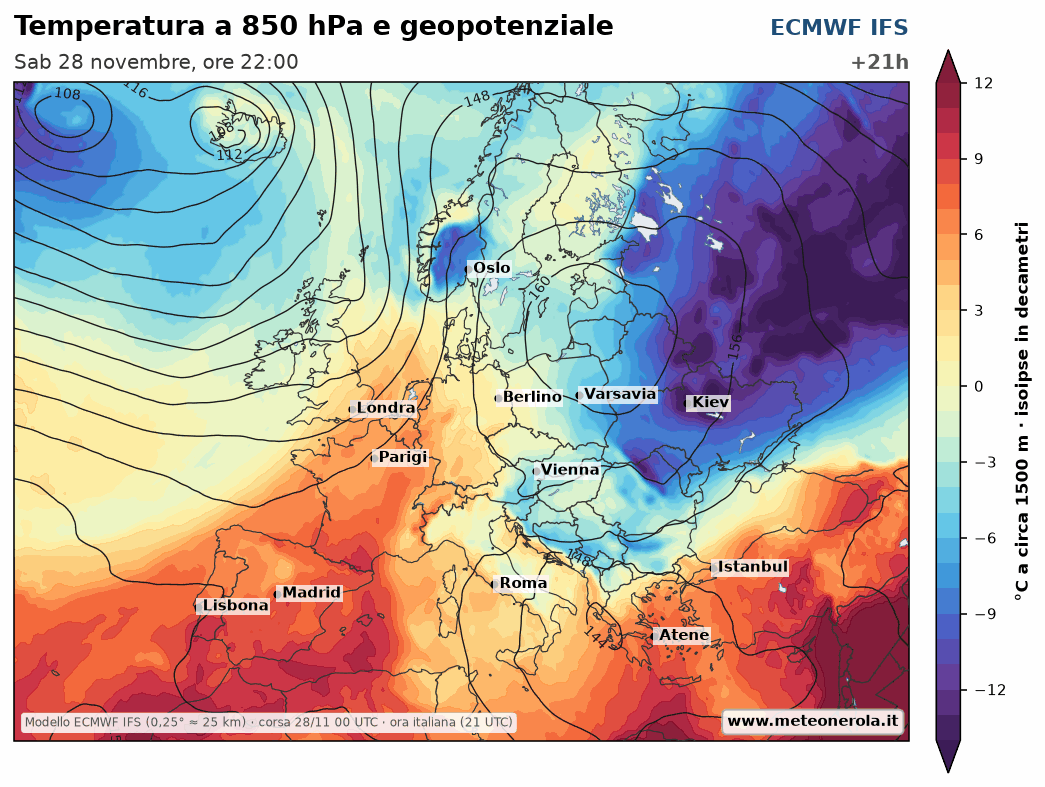 Temperatura a 850 hPa e geopotenziale
ECMWF IFS
Sab 28 novembre, ore 22:00
+21h
108
116
148
108
112
Oslo
160
156
Berlino
Varsavia
Kiev
Londra
Parigi
Vienna
148
Roma
Istanbul
Madrid
Lisbona
144
Atene
Modello ECMWF IFS (0,25° ≈ 25 km) · corsa 28/11 00 UTC · ora italiana (21 UTC)
www.meteonerola.it
12
9
6
3
0
−3
−6
−9
−12
°C a circa 1500 m · isoipse in decametri